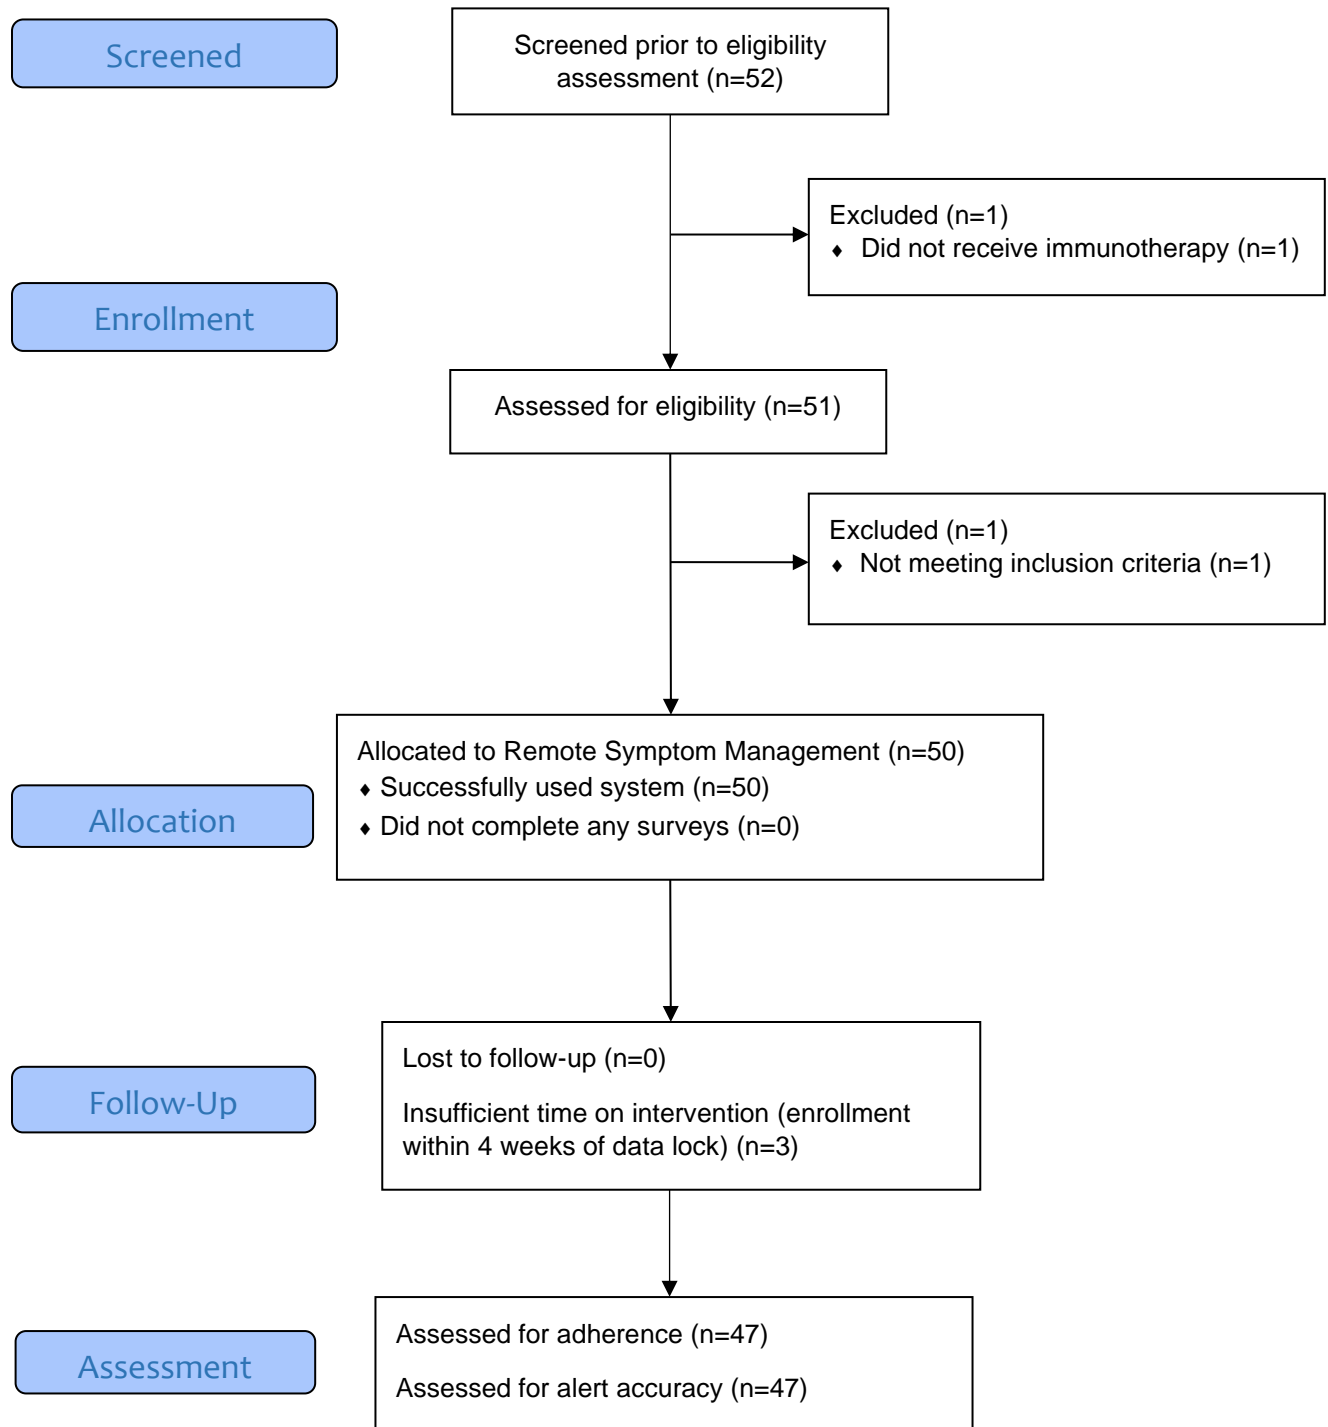 Screened
Screened prior to eligibility
assessment (n=52)
Excluded (n=1)
♦ Did not receive immunotherapy (n=1)
Enrollment
Assessed for eligibility (n=51)
Excluded (n=1)
♦ Not meeting inclusion criteria (n=1)
Allocated to Remote Symptom Management (n=50)
♦ Successfully used system (n=50)
♦ Did not complete any surveys (n=0)
Allocation
Lost to follow-up (n=0)
Insufficient time on intervention (enrollment
within 4 weeks of data lock) (n=3)
Follow-Up
Assessed for adherence (n=47)
Assessed for alert accuracy (n=47)
Assessment